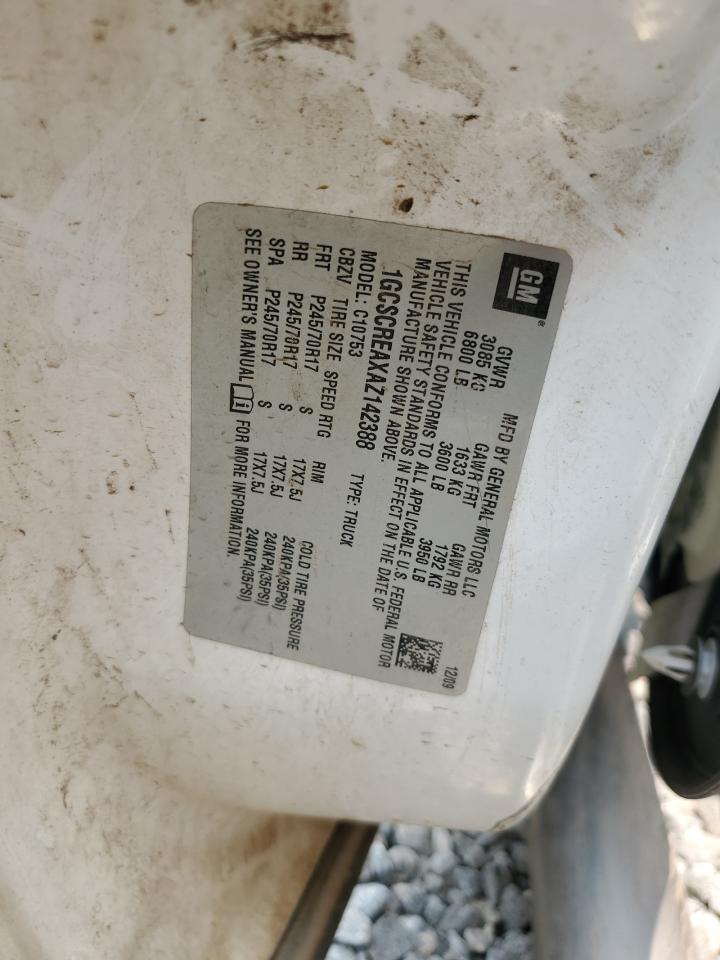 GM®
MFD BY GENERAL MOTORS LLC 12/09
GVWR GAWR FRT GAWR RR
3085 KG 1633 KG 1792 KG
6800 LB 3600 LB 3950 LB
THIS VEHICLE CONFORMS TO ALL APPLICABLE U.S. FEDERAL MOTOR
VEHICLE SAFETY STANDARDS IN EFFECT ON THE DATE OF
MANUFACTURE SHOWN ABOVE.
1GCSCREAXAZ142388
MODEL: C10753 TYPE: TRUCK
CBZV TIRE SIZE SPEED RTG RIM COLD TIRE PRESSURE
FRT P245/70R17 S 17X7.5J 240KPA(35PSI)
RR P245/70R17 S 17X7.5J 240KPA(35PSI)
SPA P245/70R17 S 17X7.5J 240KPA(35PSI)
SEE OWNER'S MANUAL FOR MORE INFORMATION.